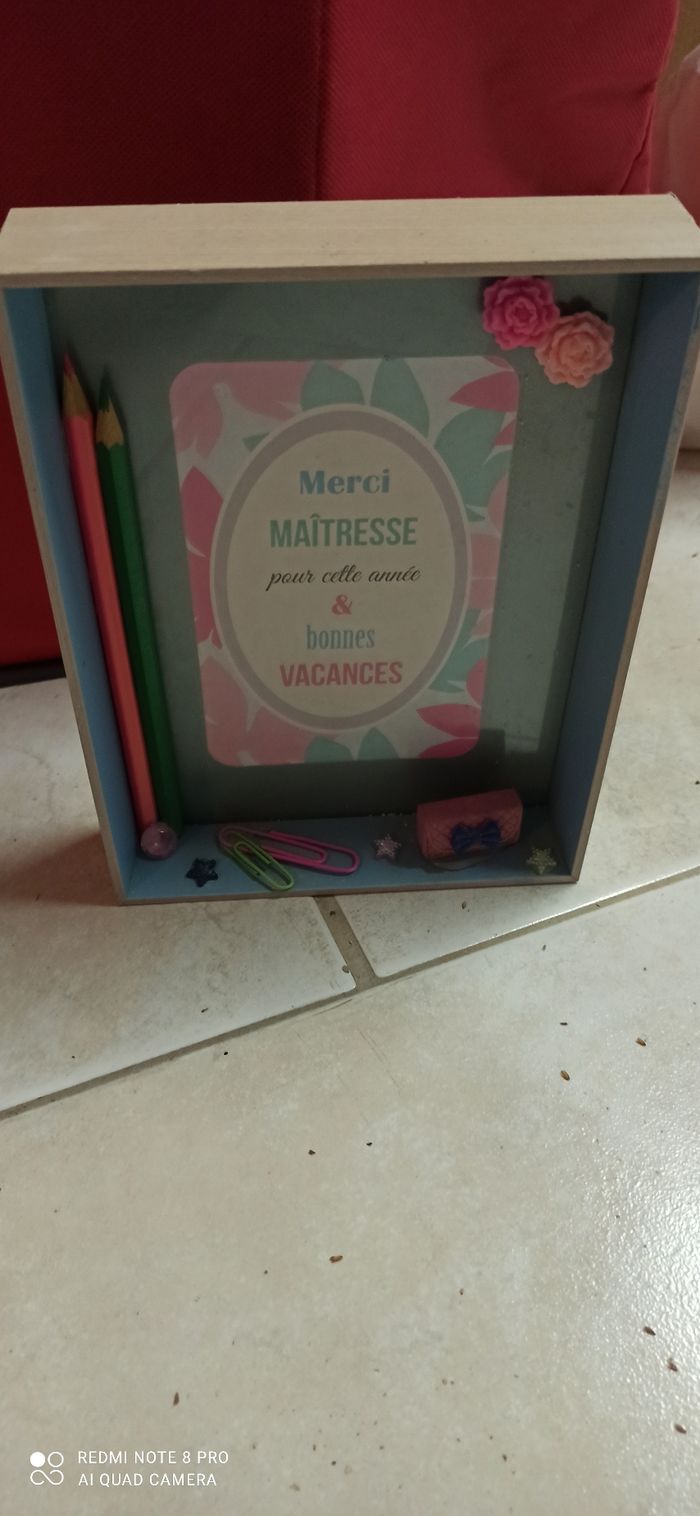 Merci
MAÎTRESSE
pour cette année
&
bonnes
VACANCES
REDMI NOTE 8 PRO
AI QUAD CAMERA